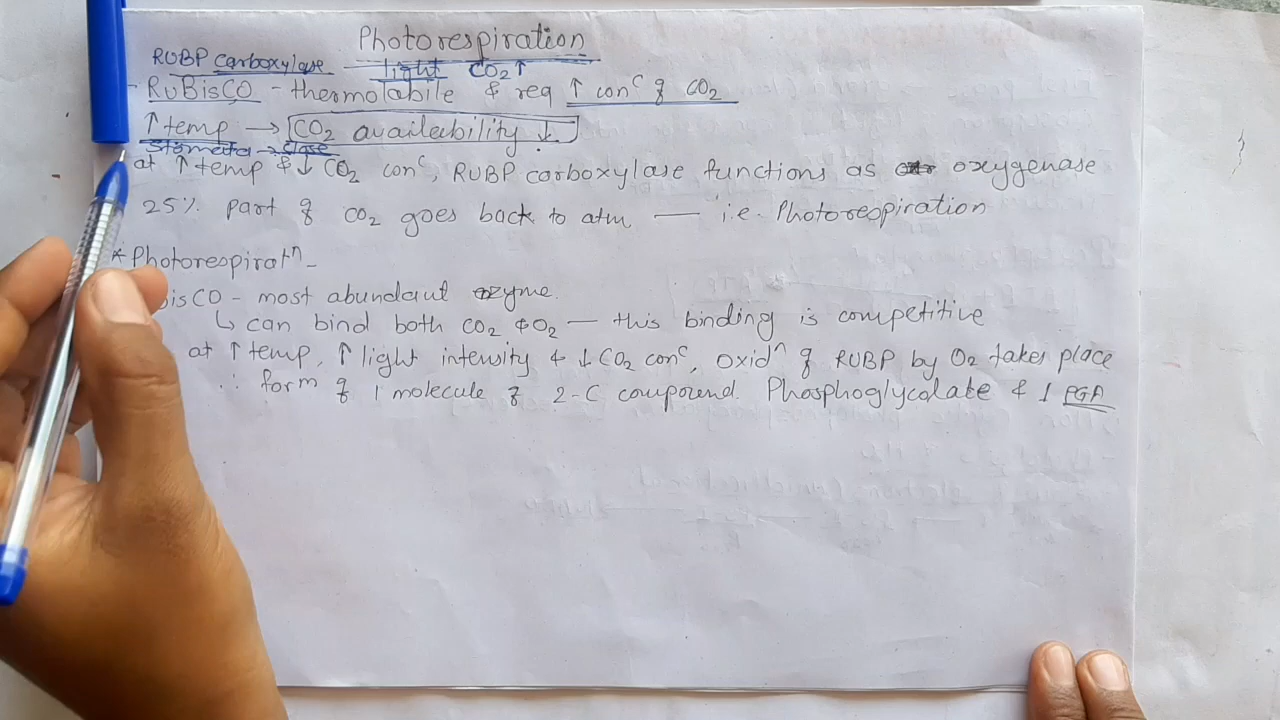 Photorespiration
RUBP carboxylase light CO2 ↑
- RuBisCO - thermolabile & req ↑ conc of CO2
↑ temp → CO2 availability ↓
Stomata → close
at ↑ temp & ↓ CO2 conc, RUBP carboxylase functions as oxygenase
25% part of CO2 goes back to atm — i.e. Photorespiration
* Photorespiratn -
bisCO - most abundant enzyme.
↳ can bind both CO2 & O2 — this binding is competitive
at ↑ temp, ↑ light intensity & ↓ CO2 conc, oxidn of RUBP by O2 takes place
∴ form of 1 molecule of 2-C compound Phosphoglycolate & 1 PGA